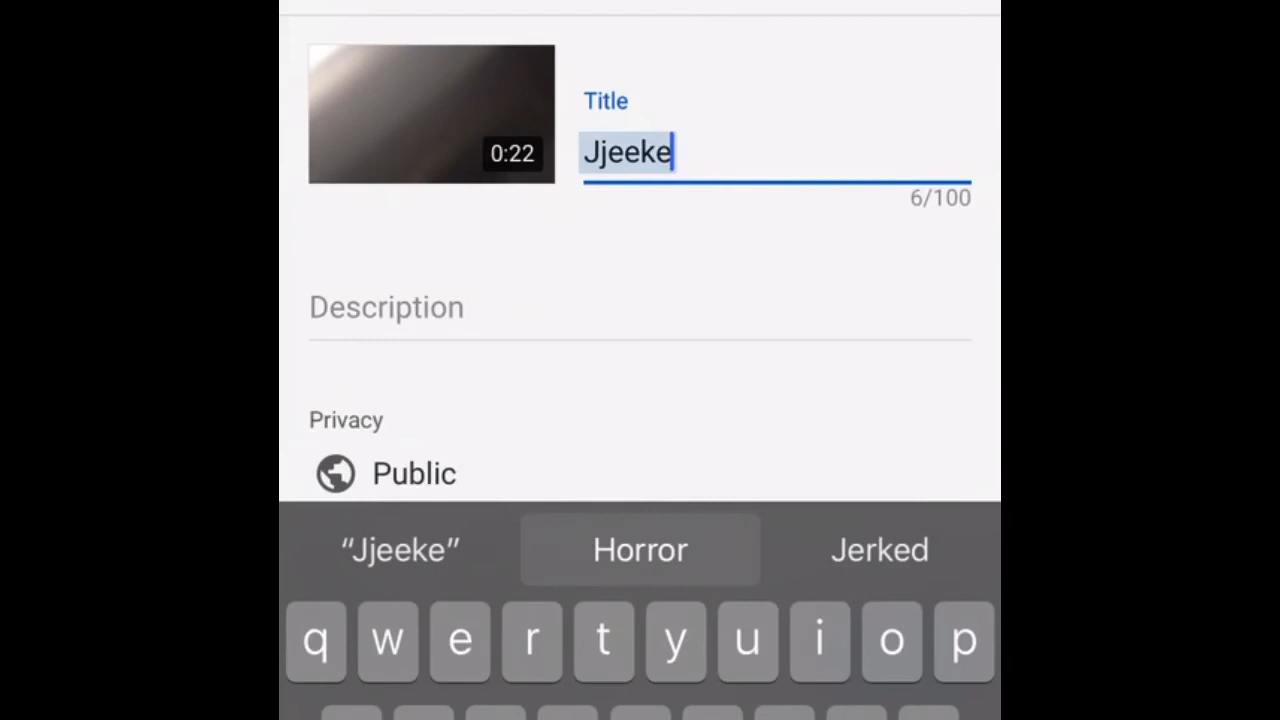 Title
0:22
Jjeeke
6/100
Description
Privacy
Public
“Jjeeke” Horror Jerked
q w e r t y u i o p